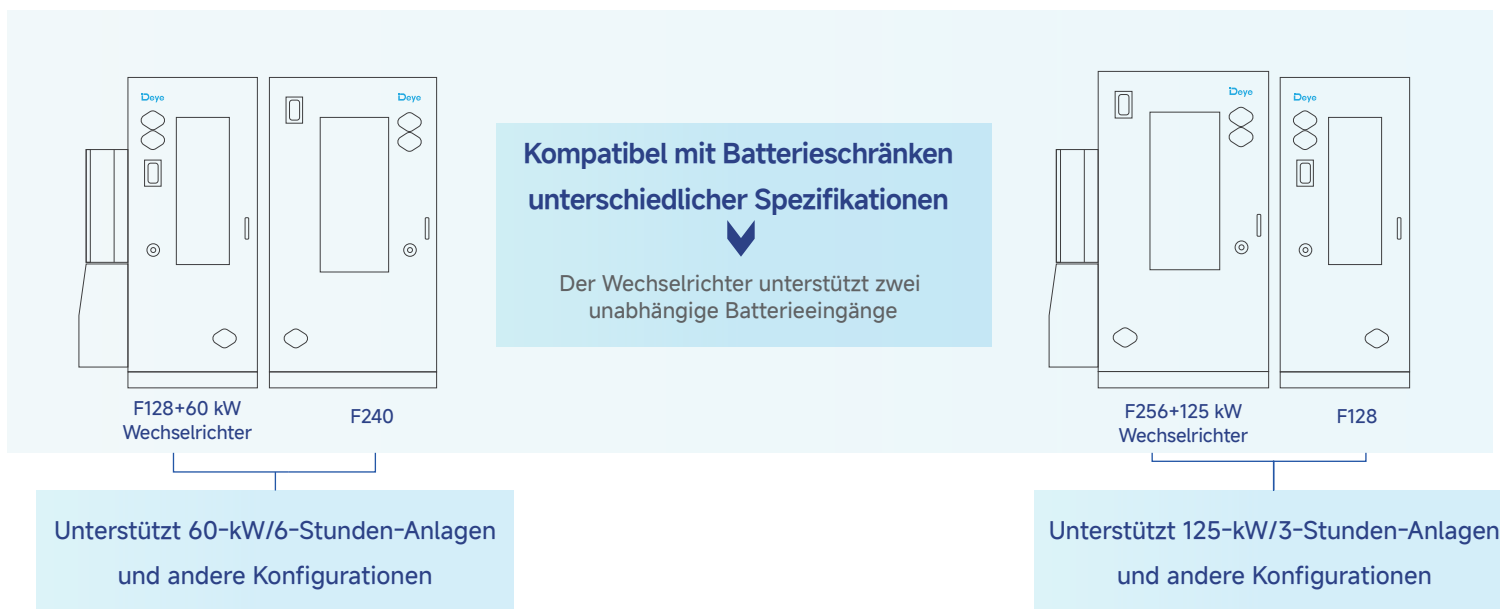 Deye
Deye
Deye
Deye
Kompatibel mit Batterieschränken
unterschiedlicher Spezifikationen
Der Wechselrichter unterstützt zwei
unabhängige Batterieeingänge
F128+60 kW
Wechselrichter
F240
F256+125 kW
Wechselrichter
F128
Unterstützt 60-kW/6-Stunden-Anlagen
und andere Konfigurationen
Unterstützt 125-kW/3-Stunden-Anlagen
und andere Konfigurationen